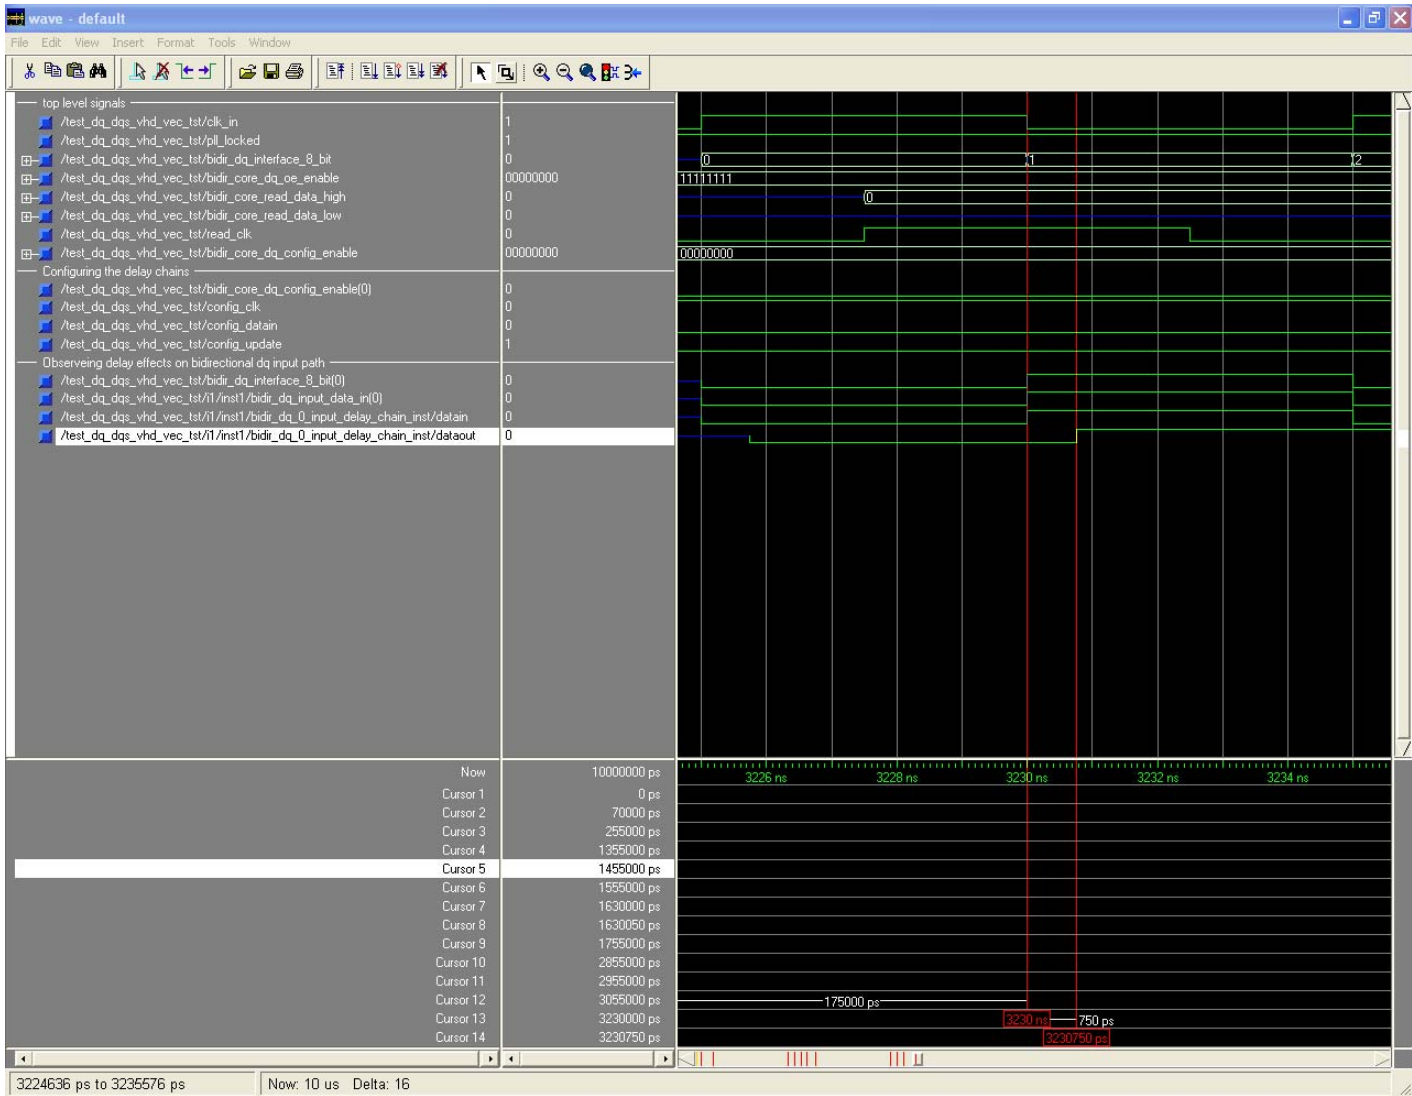 wave - default
File Edit View Insert Format Tools Window
top level signals
/test_dq_dqs_vhd_vec_tst/clk_in 1
/test_dq_dqs_vhd_vec_tst/pll_locked 1
/test_dq_dqs_vhd_vec_tst/bidir_dq_interface_8_bit 0 0 1 2
/test_dq_dqs_vhd_vec_tst/bidir_core_dq_oe_enable 00000000 11111111
/test_dq_dqs_vhd_vec_tst/bidir_core_read_data_high 0 0
/test_dq_dqs_vhd_vec_tst/bidir_core_read_data_low 0
/test_dq_dqs_vhd_vec_tst/read_clk 0
/test_dq_dqs_vhd_vec_tst/bidir_core_dq_config_enable 00000000 00000000
Configuring the delay chains
/test_dq_dqs_vhd_vec_tst/bidir_core_dq_config_enable(0) 0
/test_dq_dqs_vhd_vec_tst/config_clk 0
/test_dq_dqs_vhd_vec_tst/config_datain 0
/test_dq_dqs_vhd_vec_tst/config_update 1
Observeing delay effects on bidirectional dq input path
/test_dq_dqs_vhd_vec_tst/bidir_dq_interface_8_bit(0) 0
/test_dq_dqs_vhd_vec_tst/i1/inst1/bidir_dq_input_data_in(0) 0
/test_dq_dqs_vhd_vec_tst/i1/inst1/bidir_dq_0_input_delay_chain_inst/datain 0
/test_dq_dqs_vhd_vec_tst/i1/inst1/bidir_dq_0_input_delay_chain_inst/dataout 0
Now 10000000 ps 3226 ns 3228 ns 3230 ns 3232 ns 3234 ns
Cursor 1 0 ps
Cursor 2 70000 ps
Cursor 3 255000 ps
Cursor 4 1355000 ps
Cursor 5 1455000 ps
Cursor 6 1555000 ps
Cursor 7 1630000 ps
Cursor 8 1630050 ps
Cursor 9 1755000 ps
Cursor 10 2855000 ps
Cursor 11 2955000 ps
Cursor 12 3055000 ps 175000 ps
Cursor 13 3230000 ps 3230 ns 750 ps
Cursor 14 3230750 ps 3230750 ps
3224636 ps to 3235576 ps Now: 10 us Delta: 16